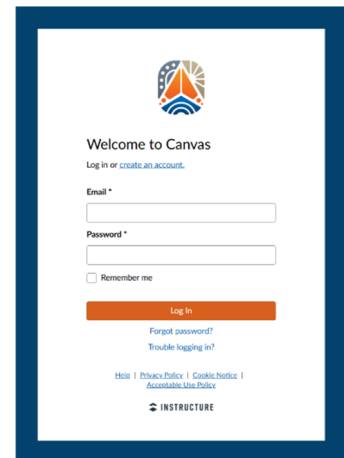 Welcome to Canvas
Log in or create an account.
Email *
Password *
Remember me
Log In
Forgot password?
Trouble logging in?
Help | Privacy Policy | Cookie Notice |
Acceptable Use Policy
INSTRUCTURE